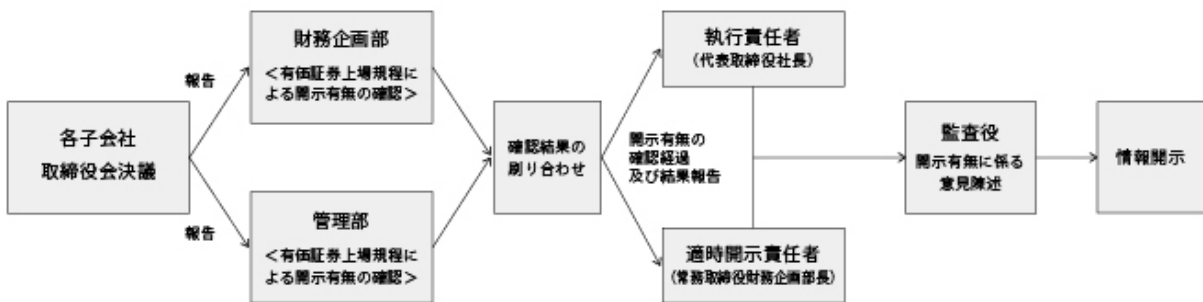 各子会社
取締役会決議
報告
報告
財務企画部
<有価証券上場規程に
よる開示有無の確認>
管理部
<有価証券上場規程に
よる開示有無の確認>
確認結果の
刷り合わせ
開示有無の
確認経過
及び結果報告
執行責任者
(代表取締役社長)
適時開示責任者
(常務取締役財務企画部長)
監査役
開示有無に係る
意見陳述
情報開示